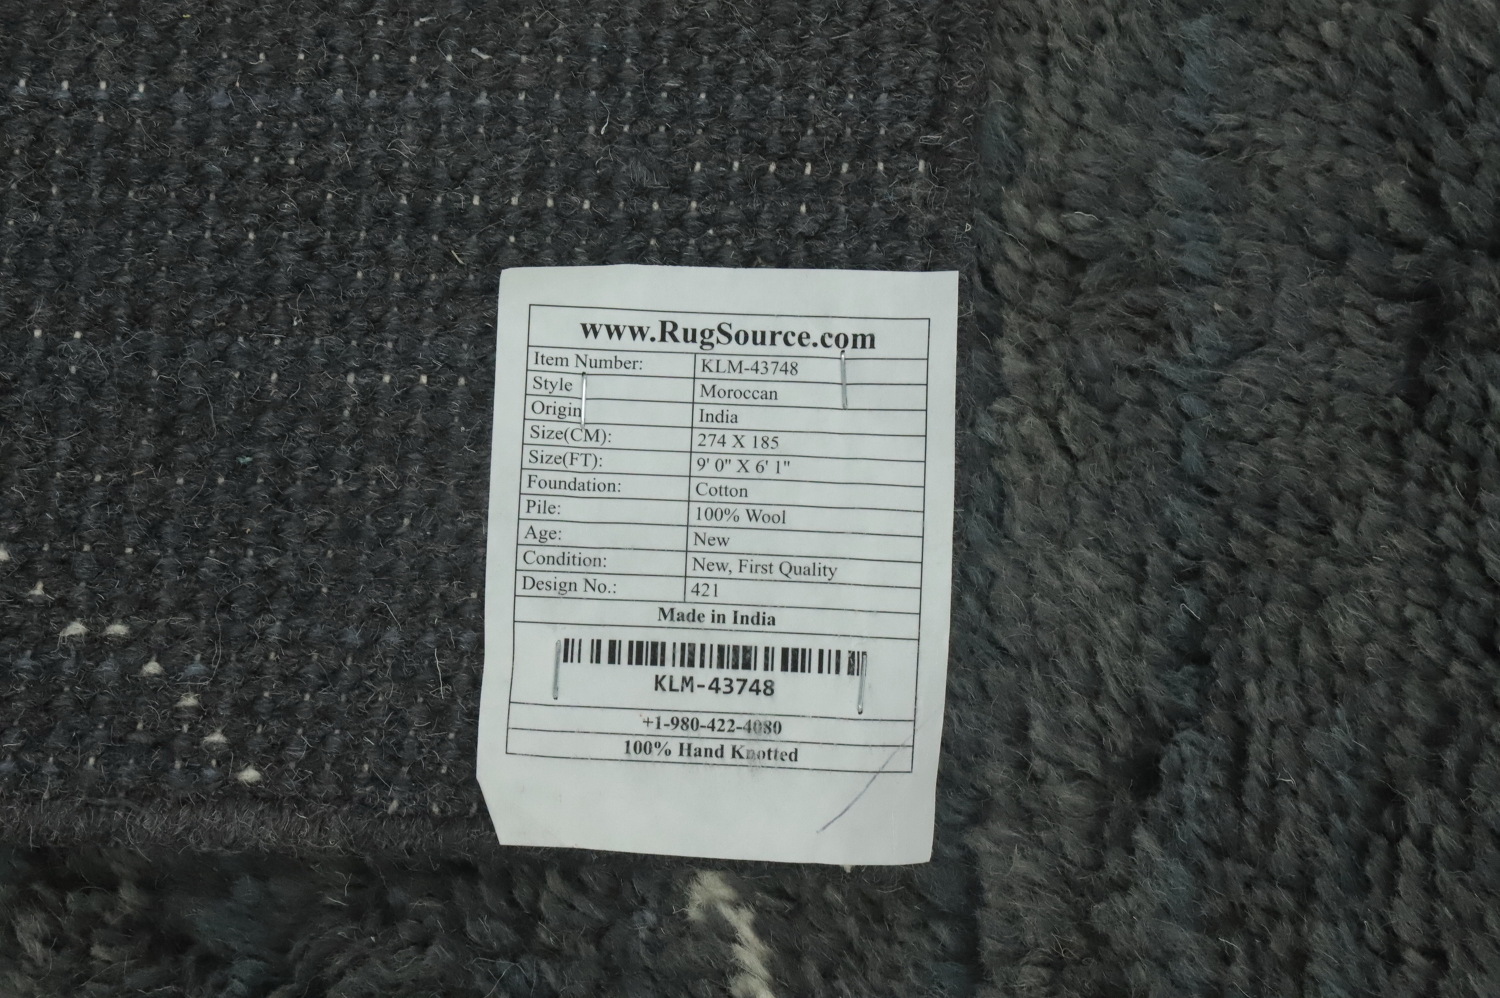 www.RugSource.com
Item Number: KLM-43748
Style Moroccan
Origin India
Size(CM): 274 X 185
Size(FT): 9' 0" X 6' 1"
Foundation: Cotton
Pile: 100% Wool
Age: New
Condition: New, First Quality
Design No.: 421
Made in India
KLM-43748
+1-980-422-4080
100% Hand Knotted